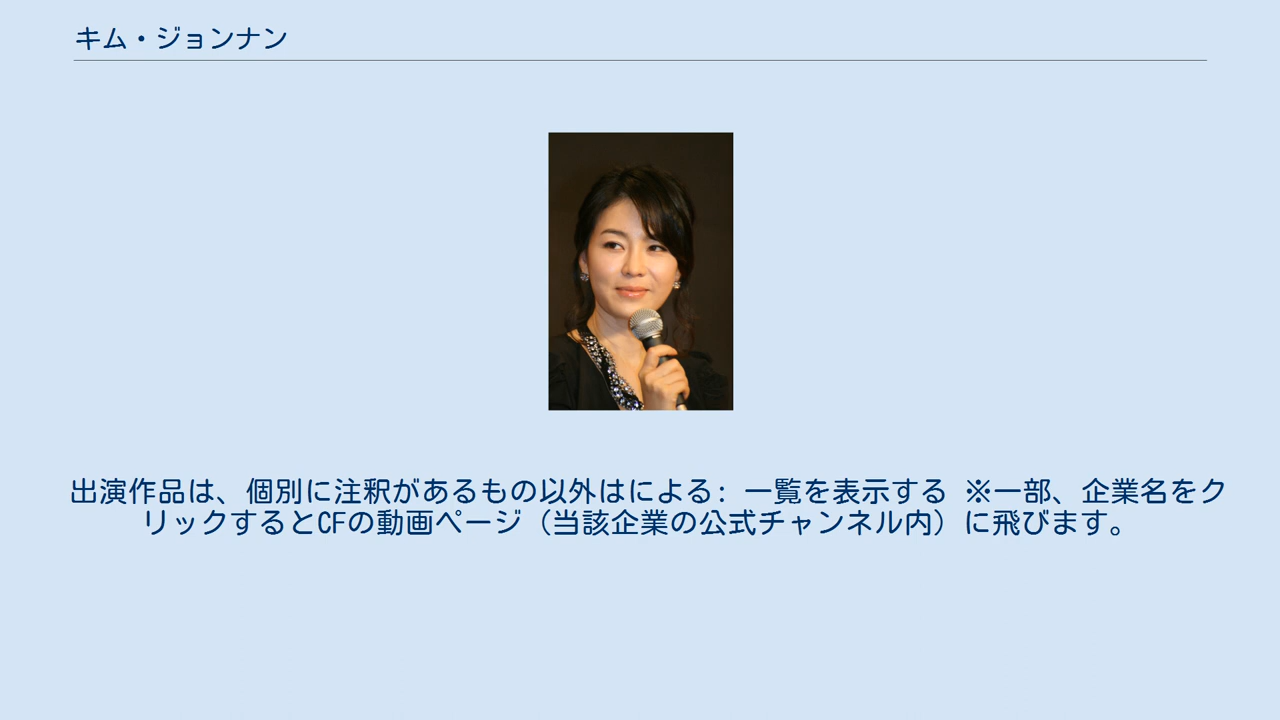 キム・ジョンナン
出演作品は、個別に注釈があるもの以外はによる: 一覧を表示する ※一部、企業名をク
リックするとCFの動画ページ（当該企業の公式チャンネル内）に飛びます。